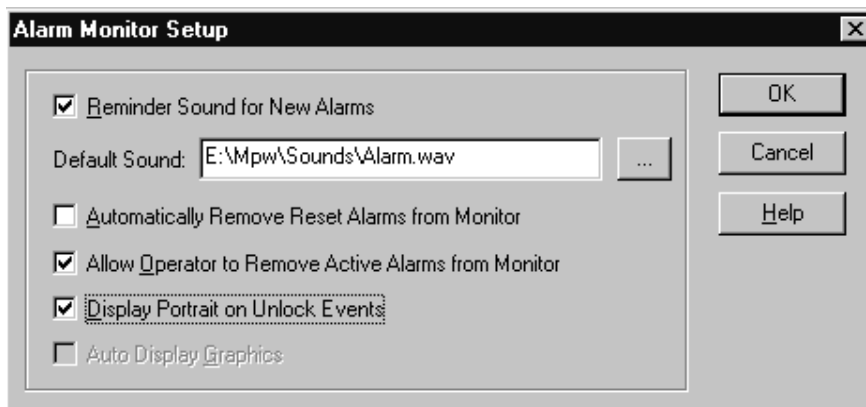 Alarm Monitor Setup
Reminder Sound for New Alarms
Default Sound: E:\Mpw\Sounds\Alarm.wav ...
Automatically Remove Reset Alarms from Monitor
Allow Operator to Remove Active Alarms from Monitor
Display Portrait on Unlock Events
Auto Display Graphics
OK
Cancel
Help